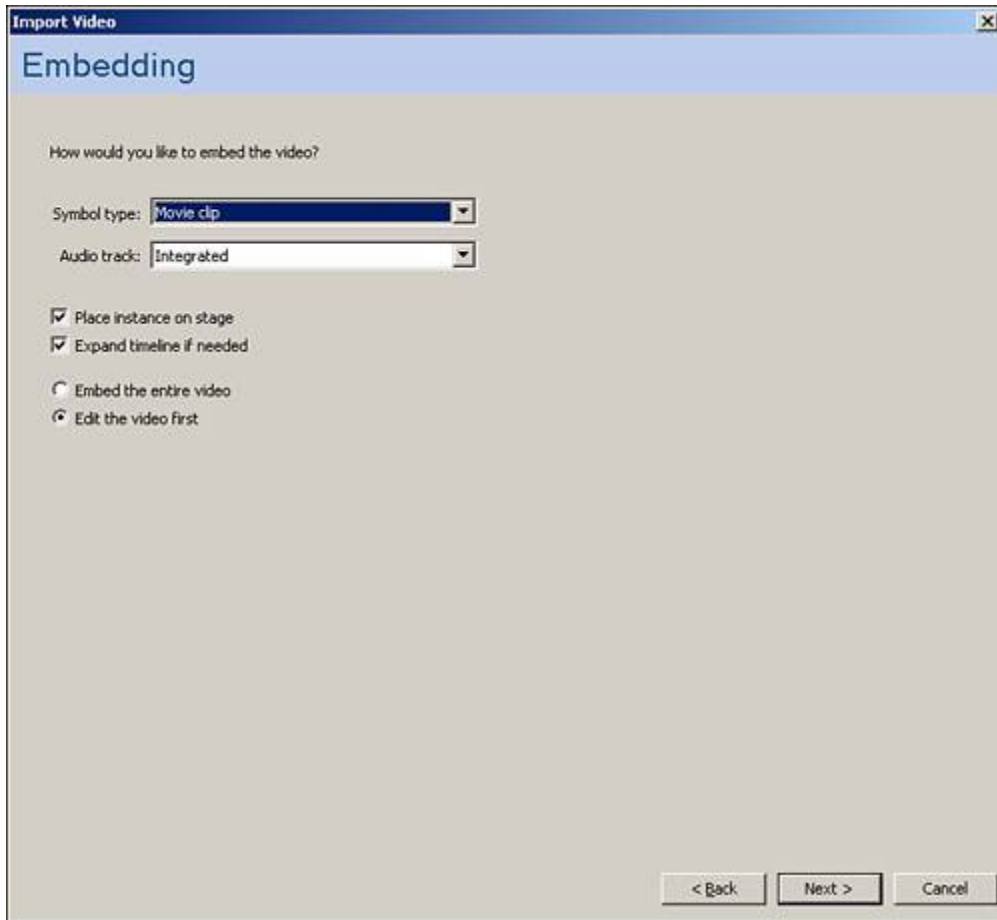 Import Video
Embedding
How would you like to embed the video?
Symbol type: Movie clip
Audio track: Integrated
Place instance on stage
Expand timeline if needed
Embed the entire video
Edit the video first
< Back Next > Cancel